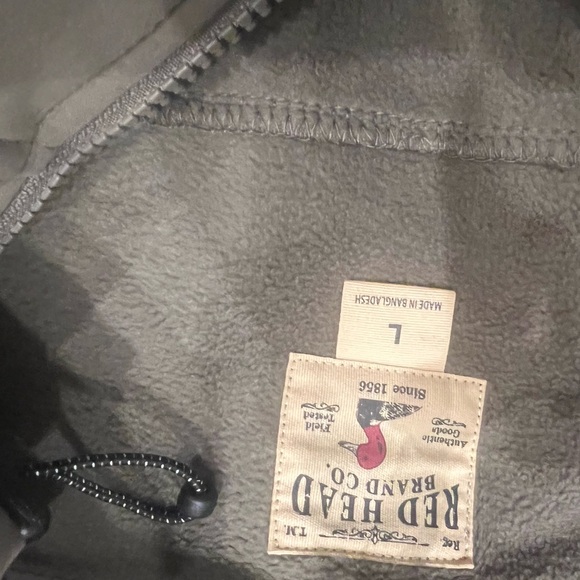 Reg. T.M.
RED HEAD
BRAND CO.
Authentic Goods
Field Tested
Since 1856
L
MADE IN BANGLADESH